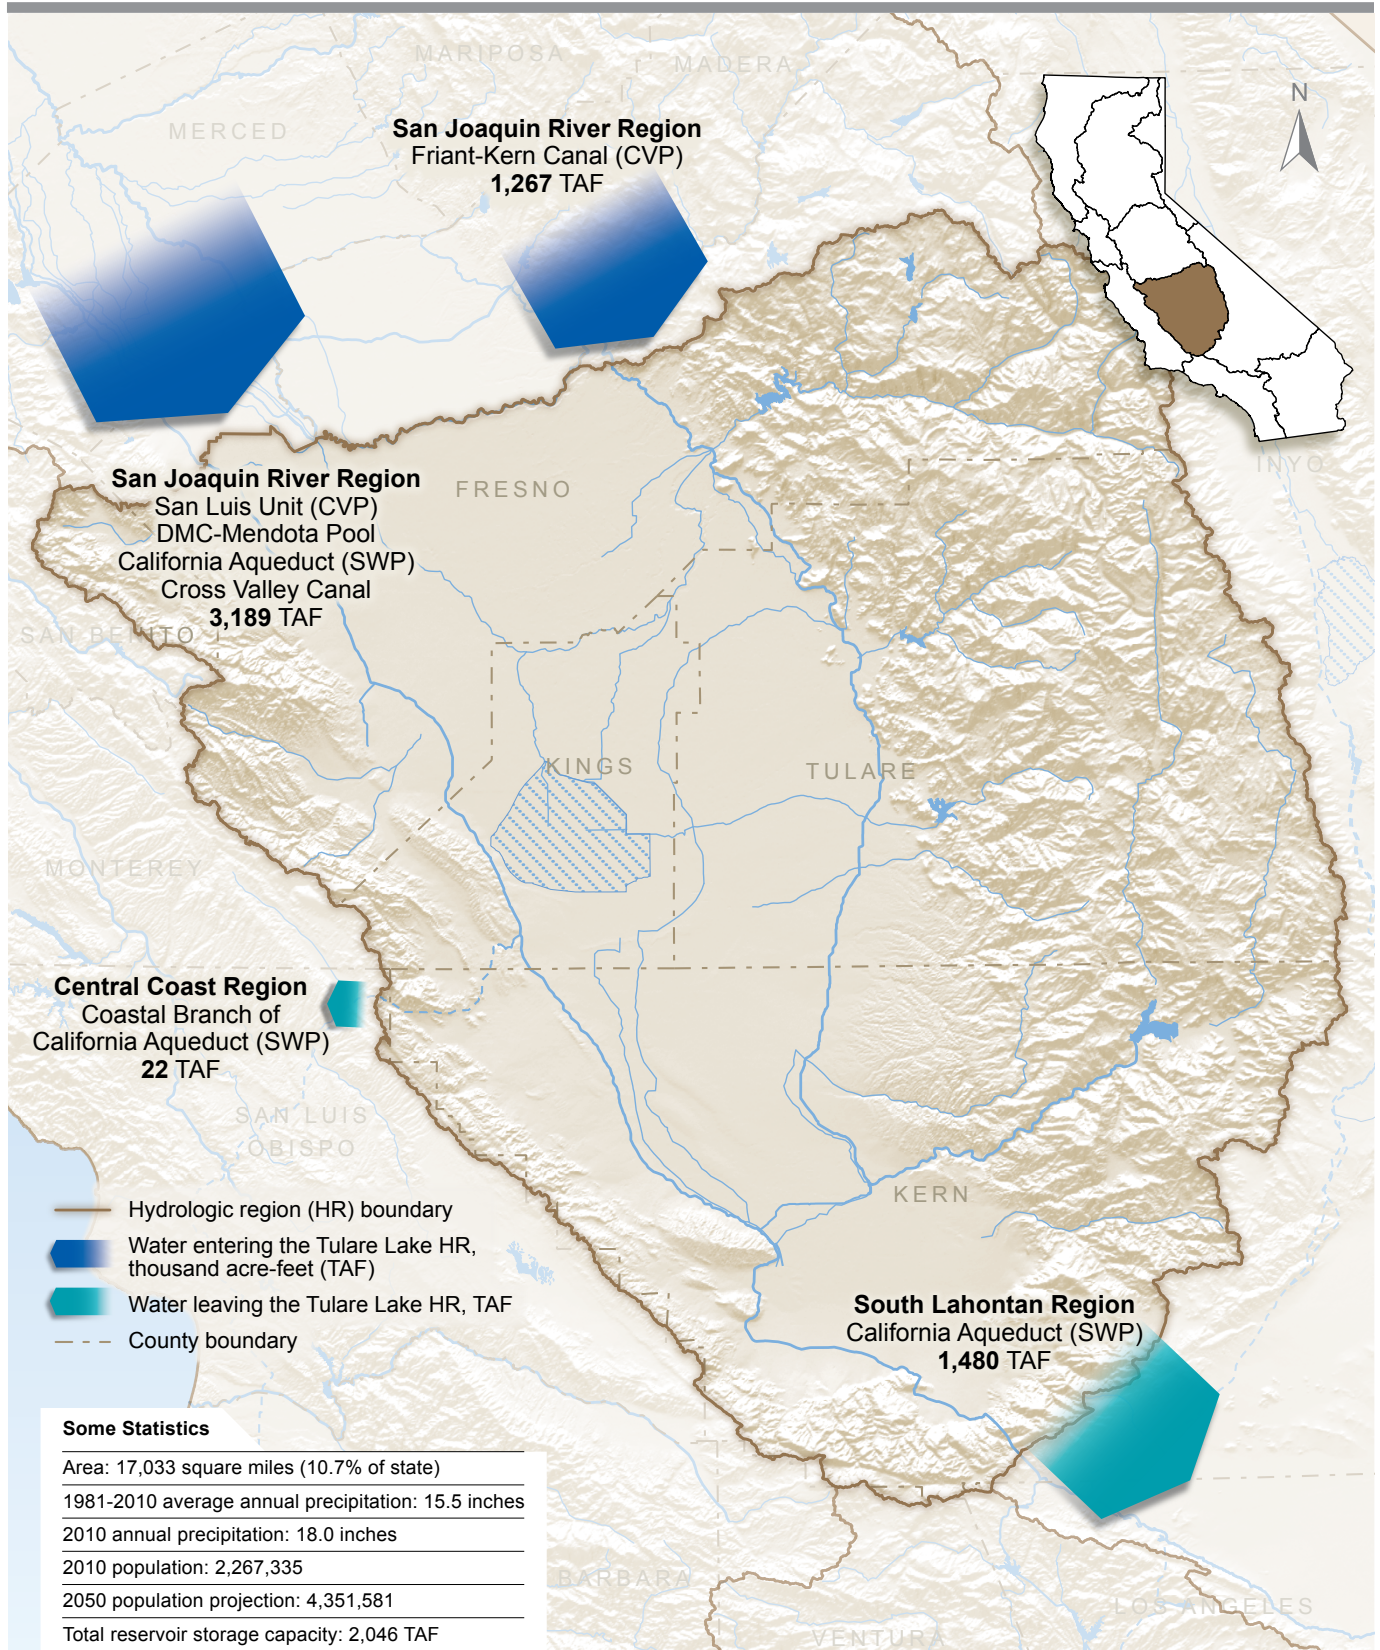 MARIPOSA
MADERA
MERCED
San Joaquin River Region
Friant-Kern Canal (CVP)
1,267 TAF
N
INYO
San Joaquin River Region
San Luis Unit (CVP)
DMC-Mendota Pool
California Aqueduct (SWP)
Cross Valley Canal
3,189 TAF
FRESNO
SAN BENITO
KINGS
TULARE
MONTEREY
Central Coast Region
Coastal Branch of
California Aqueduct (SWP)
22 TAF
SAN LUIS
OBISPO
KERN
Hydrologic region (HR) boundary
Water entering the Tulare Lake HR,
thousand acre-feet (TAF)
Water leaving the Tulare Lake HR, TAF
County boundary
South Lahontan Region
California Aqueduct (SWP)
1,480 TAF
Some Statistics
Area: 17,033 square miles (10.7% of state)
1981-2010 average annual precipitation: 15.5 inches
2010 annual precipitation: 18.0 inches
2010 population: 2,267,335
2050 population projection: 4,351,581
Total reservoir storage capacity: 2,046 TAF
BARBARA
LOS ANGELES
VENTURA